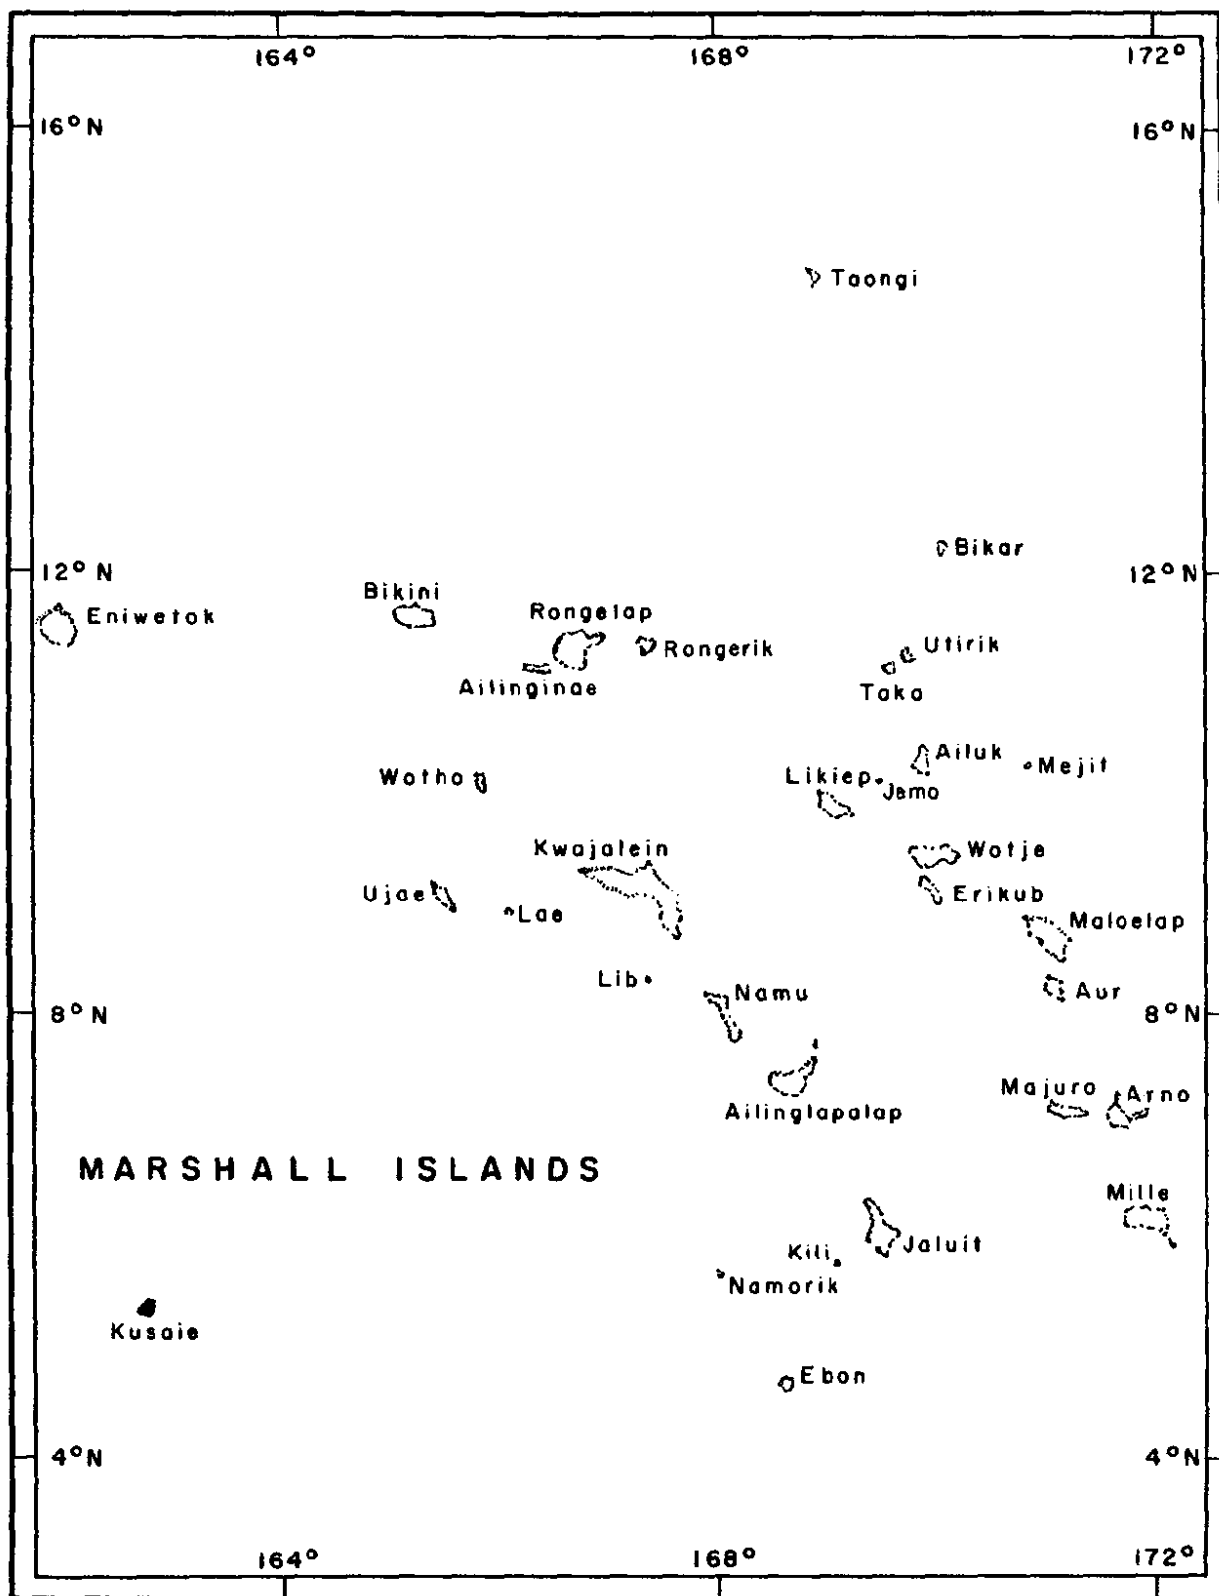 164°
168°
172°
16°N
16°N
Taongi
Bikar
12°N
12°N
Bikini
Eniwetok
Rongelap
Rongerik
Utirik
Ailinginae
Taka
Ailuk
Mejit
Wotho
Likiep
Jemo
Kwajalein
Wotje
Ujae
Erikub
Lae
Maloelap
Lib
Namu
Aur
8°N
8°N
Majuro
Arno
Ailinglapalap
MARSHALL ISLANDS
Mille
Jaluit
Kili
Namorik
Kusaie
Ebon
4°N
4°N
164°
168°
172°